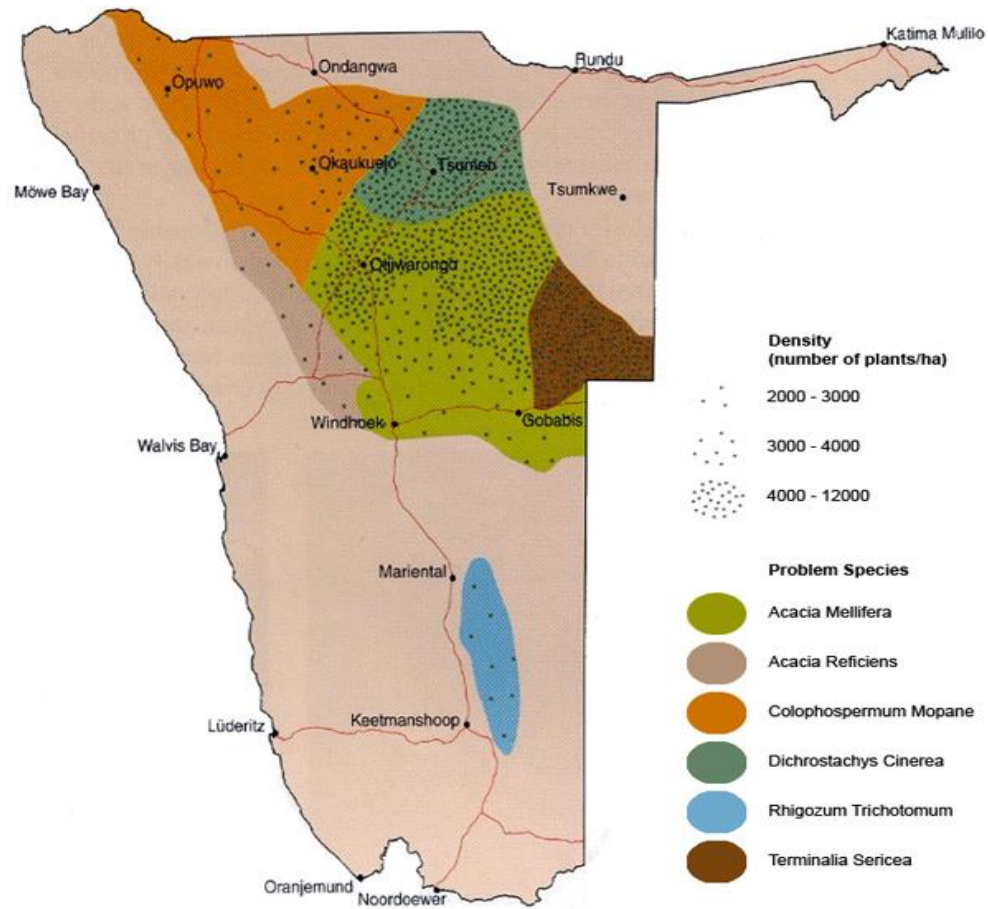 Katima Mulilo
Rundu
Ondangwa
Opuwo
Okaukuejo
Tsumeb
Möwe Bay
Tsumkwe
Otjiwarongo
Windhoek
Gobabis
Walvis Bay
Mariental
Lüderitz
Keetmanshoop
Oranjemund
Noordoewer
Density
(number of plants/ha)
2000 - 3000
3000 - 4000
4000 - 12000
Problem Species
Acacia Mellifera
Acacia Reficiens
Colophospermum Mopane
Dichrostachys Cinerea
Rhigozum Trichotomum
Terminalia Sericea